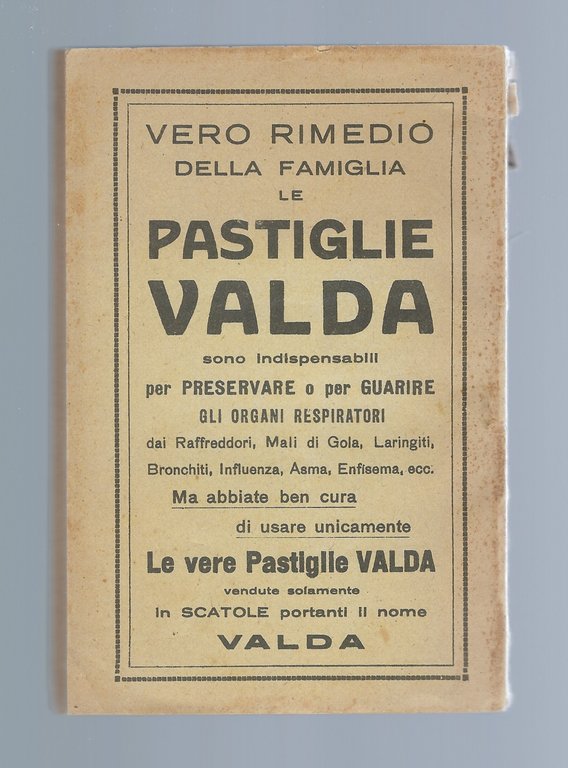 VERO RIMEDIO
DELLA FAMIGLIA
LE
PASTIGLIE
VALDA
sono indispensabili
per PRESERVARE o per GUARIRE
GLI ORGANI RESPIRATORI
dai Raffreddori, Mali di Gola, Laringiti,
Bronchiti, Influenza, Asma, Enfisema, ecc.
Ma abbiate ben cura
di usare unicamente
Le vere Pastiglie VALDA
vendute solamente
in SCATOLE portanti il nome
VALDA